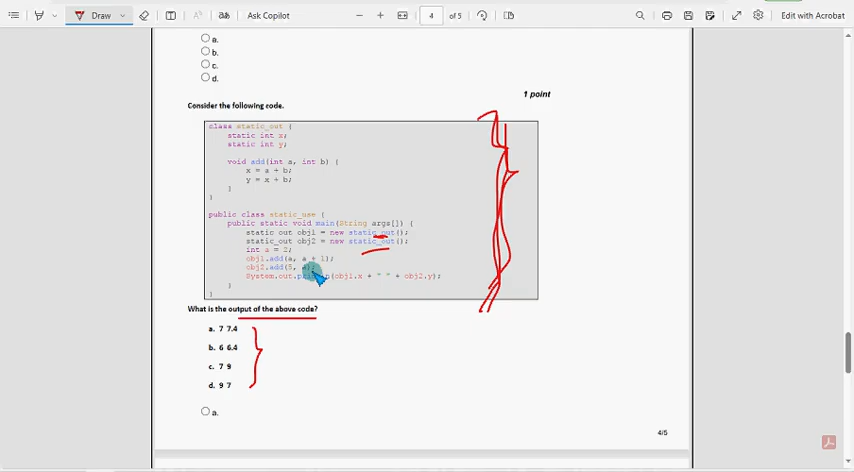 Draw
Ask Copilot
4 of 5
Edit with Acrobat
a.
b.
c.
d.
1 point
Consider the following code.
class static_out {
static int x;
static int y;
void add(int a, int b) {
x = a + b;
y = x + b;
}
}
public class static_use {
public static void main(String args[]) {
static_out obj1 = new static_out();
static_out obj2 = new static_out();
int a = 2;
obj1.add(a, a + 1);
obj2.add(5,
(obj1.x + " " + obj2.y);
}
}
What is the output of the above code?
a. 7 7.4
b. 6 6.4
c. 7 9
d. 9 7
a.
4/5